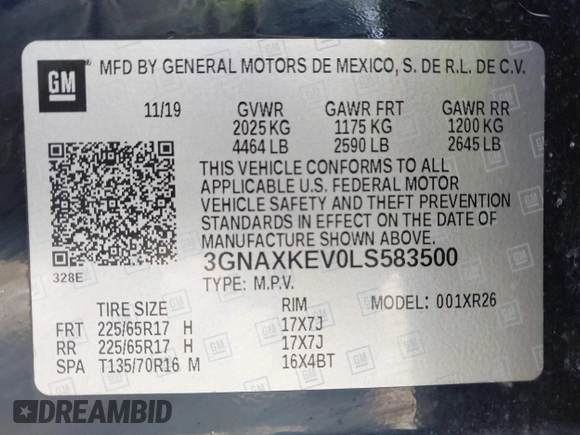 GM
MFD BY GENERAL MOTORS DE MEXICO, S. DE R.L. DE C.V.
11/19 GVWR GAWR FRT GAWR RR
2025 KG 1175 KG 1200 KG
4464 LB 2590 LB 2645 LB
THIS VEHICLE CONFORMS TO ALL
APPLICABLE U.S. FEDERAL MOTOR
VEHICLE SAFETY AND THEFT PREVENTION
STANDARDS IN EFFECT ON THE DATE OF
MANUFACTURE SHOWN ABOVE.
328E
3GNAXKEV0LS583500
TYPE: M.P.V.
TIRE SIZE RIM MODEL: 001XR26
FRT 225/65R17 H 17X7J
RR 225/65R17 H 17X7J
SPA T135/70R16 M 16X4BT
DREAMBID